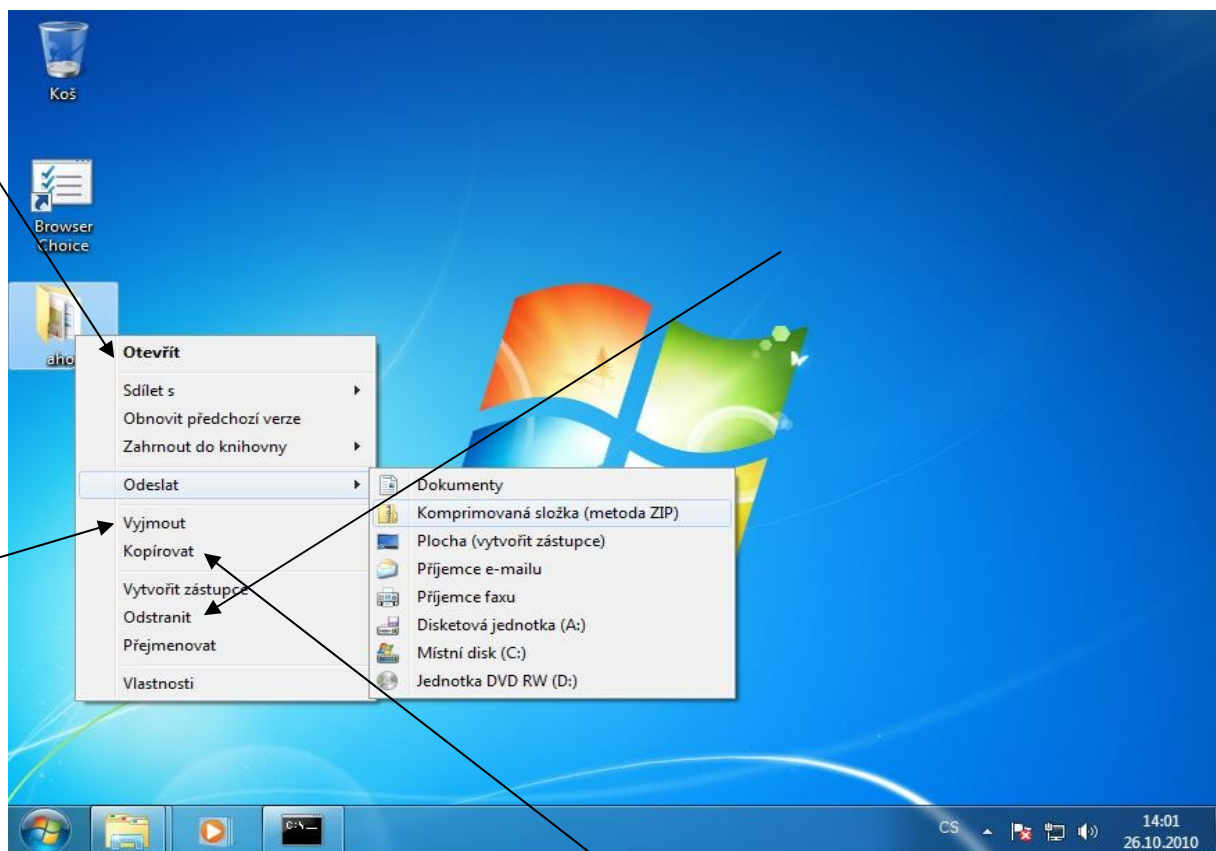 Koš
Browser
Choice
Otevřít
Sdílet s
Obnovit předchozí verze
Zahrnout do knihovny
Odeslat
Vyjmout
Kopírovat
Vytvořit zástupce
Odstranit
Přejmenovat
Vlastnosti
Dokumenty
Komprimovaná složka (metoda ZIP)
Plocha (vytvořit zástupce)
Příjemce e-mailu
Příjemce faxu
Disketová jednotka (A:)
Místní disk (C:)
Jednotka DVD RW (D:)
CS
14:01
26.10.2010